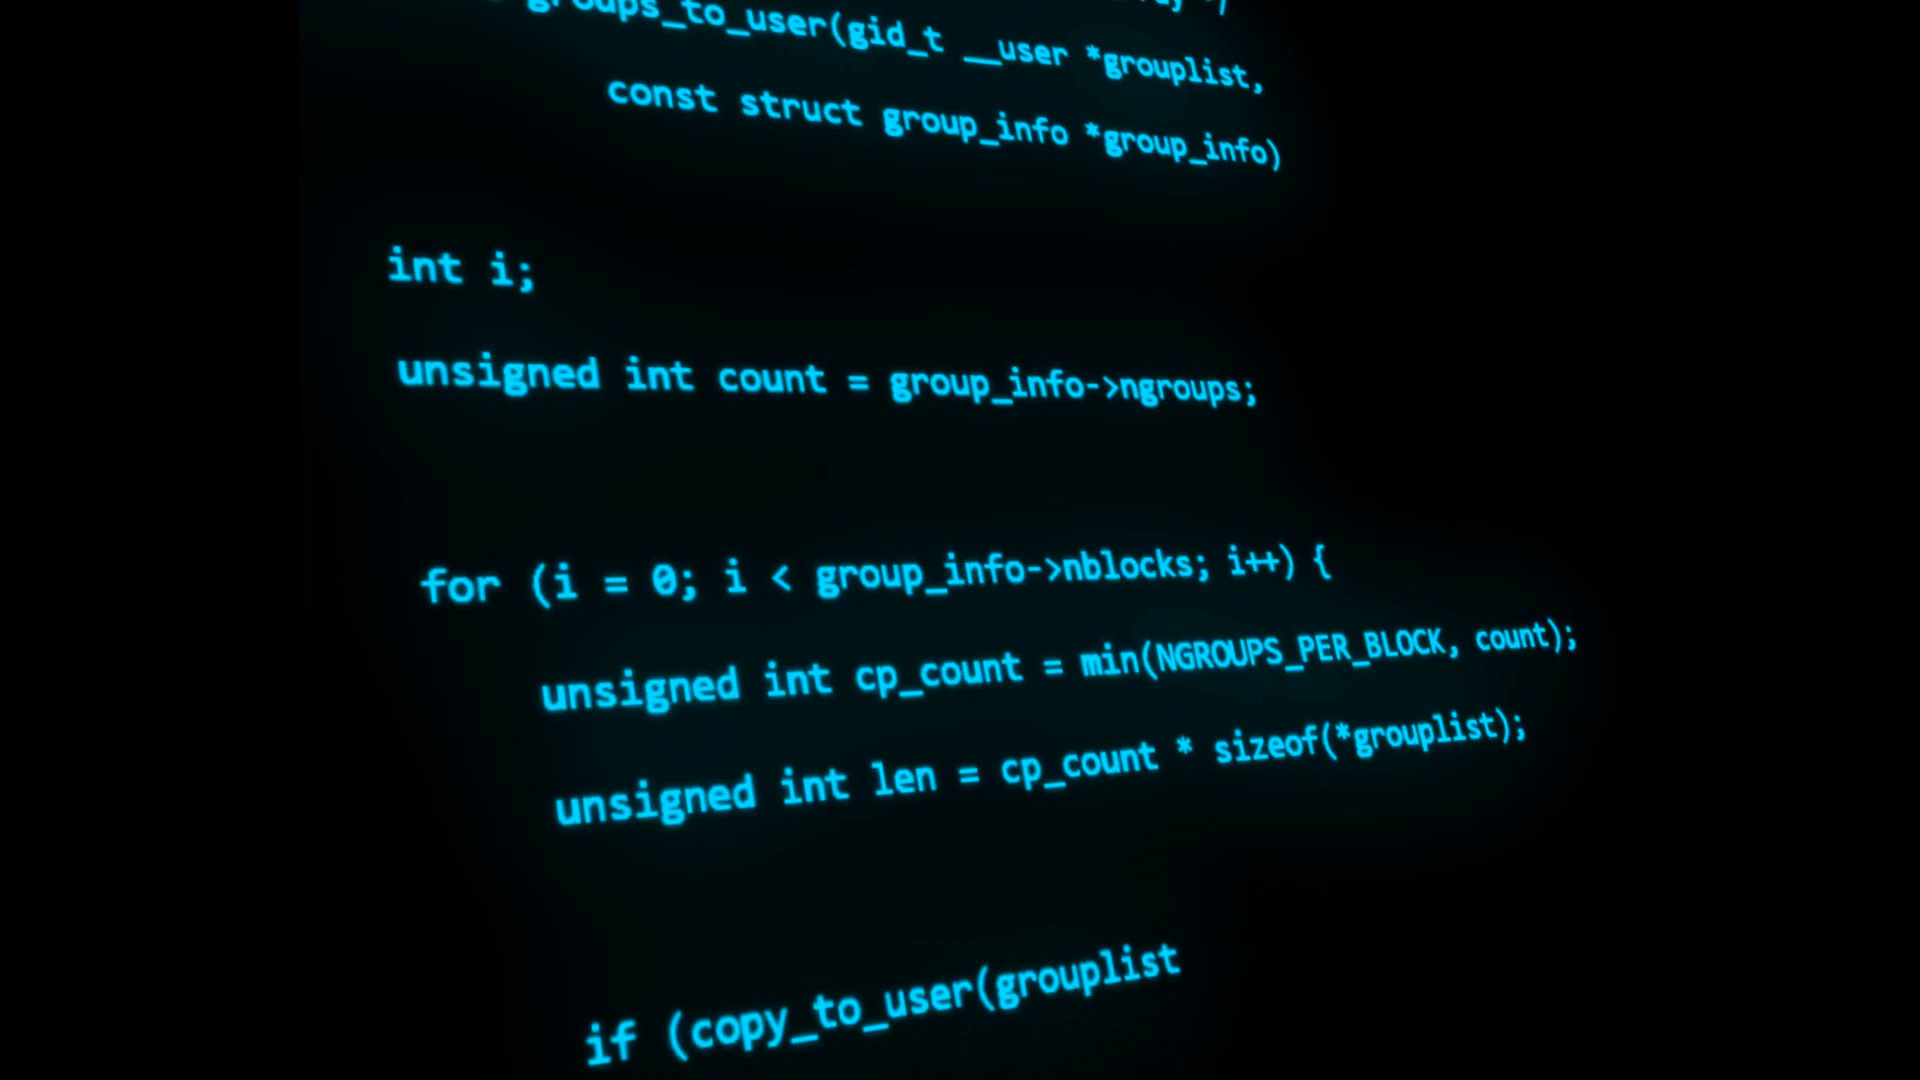 groups_to_user(gid_t __user *grouplist,
const struct group_info *group_info)
int i;
unsigned int count = group_info->ngroups;
for (i = 0; i < group_info->nblocks; i++) {
unsigned int cp_count = min(NGROUPS_PER_BLOCK, count);
unsigned int len = cp_count * sizeof(*grouplist);
if (copy_to_user(grouplist